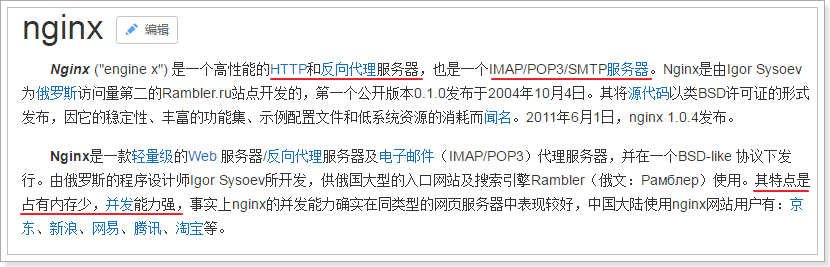 nginx 编辑
Nginx ("engine x") 是一个高性能的HTTP和反向代理服务器，也是一个IMAP/POP3/SMTP服务器。Nginx是由Igor Sysoev
为俄罗斯访问量第二的Rambler.ru站点开发的，第一个公开版本0.1.0发布于2004年10月4日。其将源代码以类BSD许可证的形式
发布，因它的稳定性、丰富的功能集、示例配置文件和低系统资源的消耗而闻名。2011年6月1日，nginx 1.0.4发布。
Nginx是一款轻量级的Web 服务器/反向代理服务器及电子邮件（IMAP/POP3）代理服务器，并在一个BSD-like 协议下发
行。由俄罗斯的程序设计师Igor Sysoev所开发，供俄国大型的入口网站及搜索引擎Rambler（俄文：Рамблер）使用。其特点是
占有内存少，并发能力强，事实上nginx的并发能力确实在同类型的网页服务器中表现较好，中国大陆使用nginx网站用户有：京
东、新浪、网易、腾讯、淘宝等。